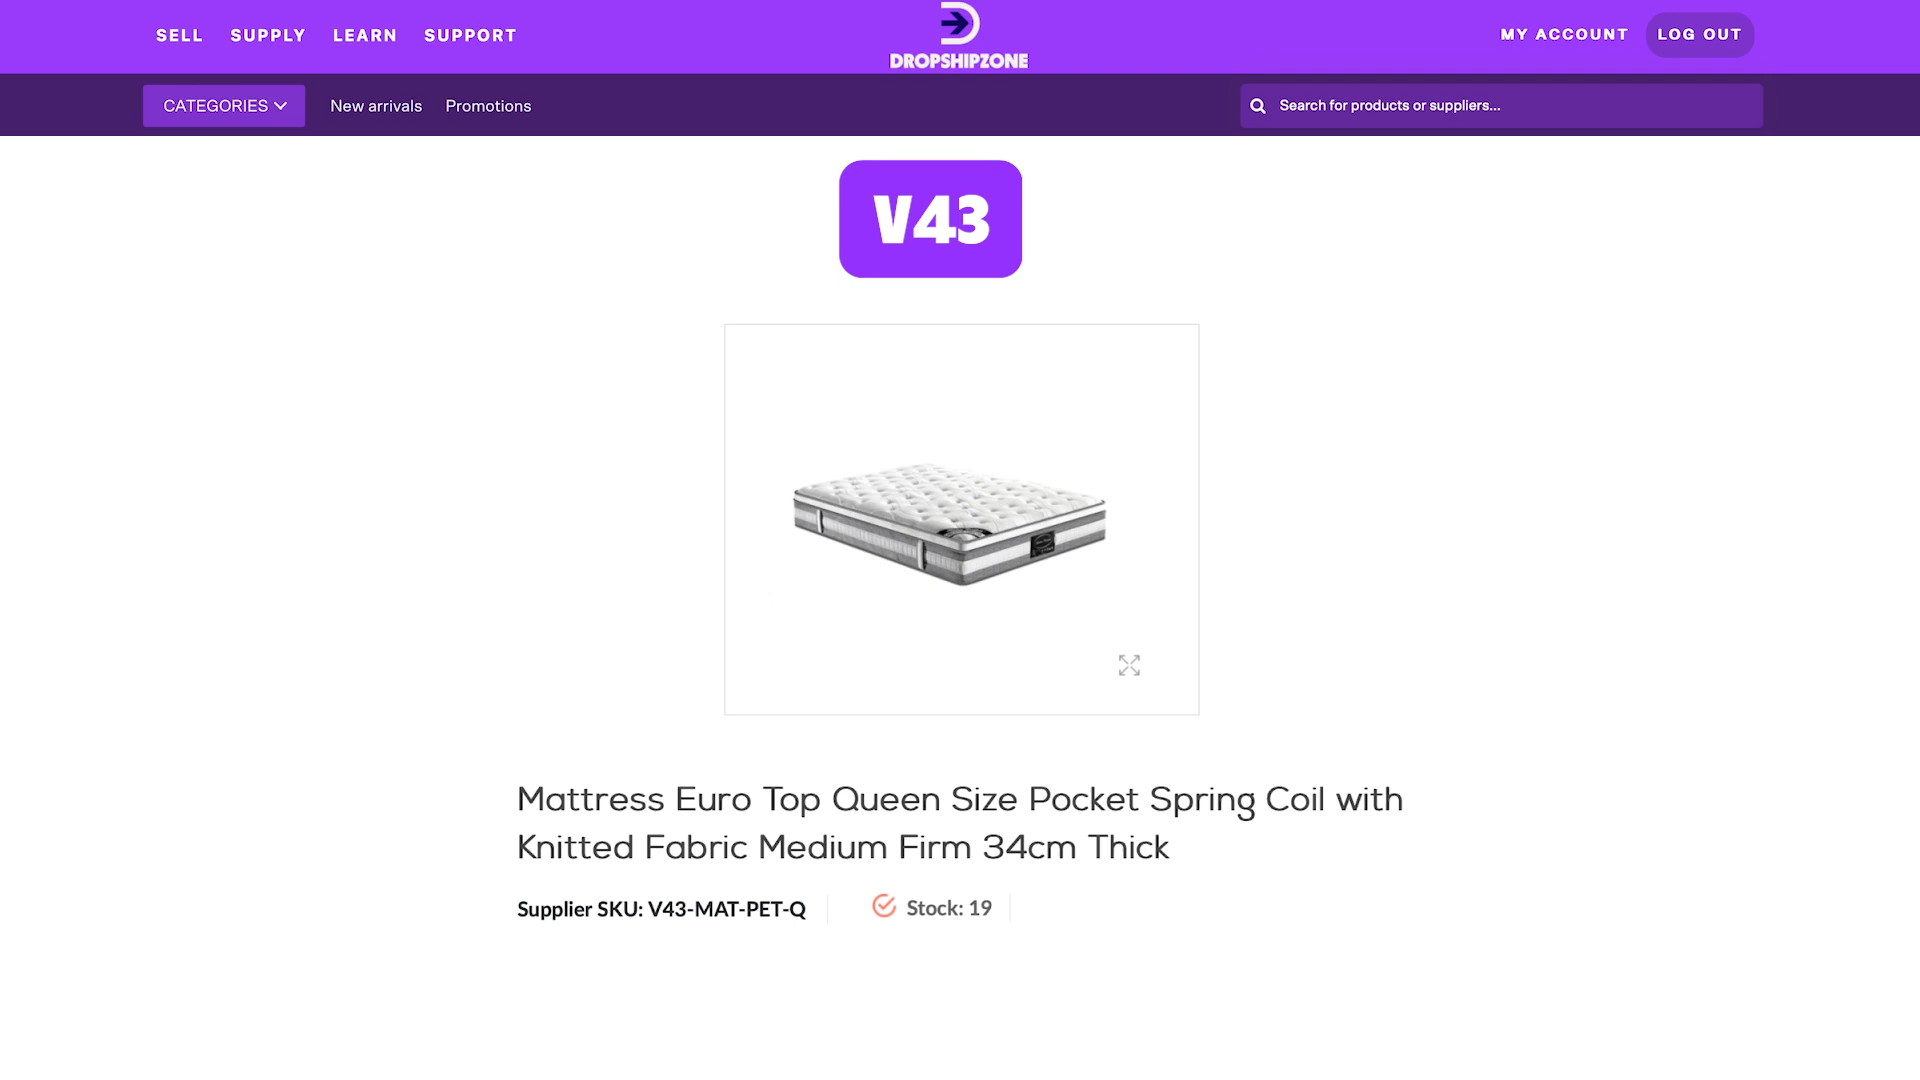 SELL SUPPLY LEARN SUPPORT
DROPSHIPZONE
MY ACCOUNT LOG OUT
CATEGORIES New arrivals Promotions
Search for products or suppliers...
V43
Mattress Euro Top Queen Size Pocket Spring Coil with
Knitted Fabric Medium Firm 34cm Thick
Supplier SKU: V43-MAT-PET-Q Stock: 19